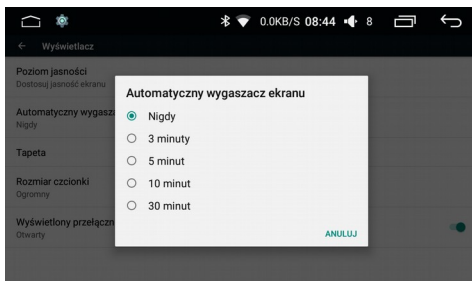 0.0KB/S 08:44 8
Wyświetlacz
Poziom jasności
Dostosuj jasność ekranu
Automatyczny wygasza
Nigdy
Tapeta
Rozmiar czcionki
Ogromny
Wyświetlony przełączn
Otwarty
Automatyczny wygaszacz ekranu
Nigdy
3 minuty
5 minut
10 minut
30 minut
ANULUJ